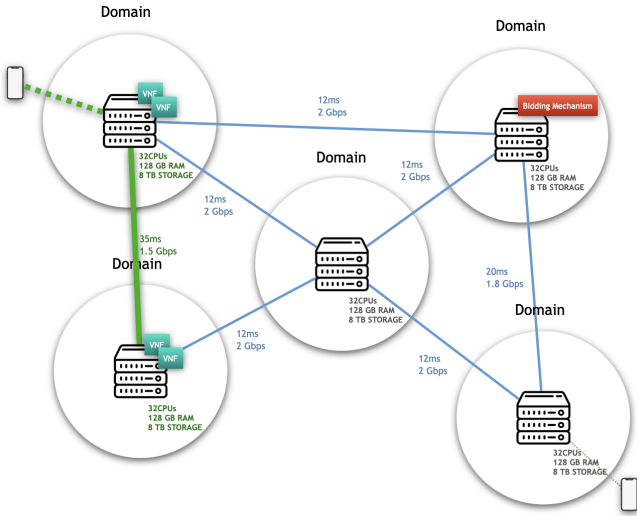 Domain
VNF
VNF
32CPUs
128 GB RAM
8 TB STORAGE
12ms
2 Gbps
Domain
Bidding Mechanism
32CPUs
128 GB RAM
8 TB STORAGE
Domain
12ms
2 Gbps
12ms
2 Gbps
35ms
1.5 Gbps
Domain
32CPUs
128 GB RAM
8 TB STORAGE
20ms
1.8 Gbps
Domain
VNF
VNF
12ms
2 Gbps
12ms
2 Gbps
32CPUs
128 GB RAM
8 TB STORAGE
32CPUs
128 GB RAM
8 TB STORAGE